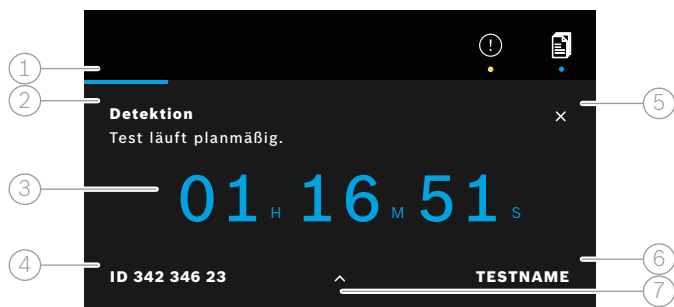 1
2
Detektion
Test läuft planmäßig.
×
5
3
01 H 16 M 51 S
4
ID 342 346 23
TESTNAME
6
7